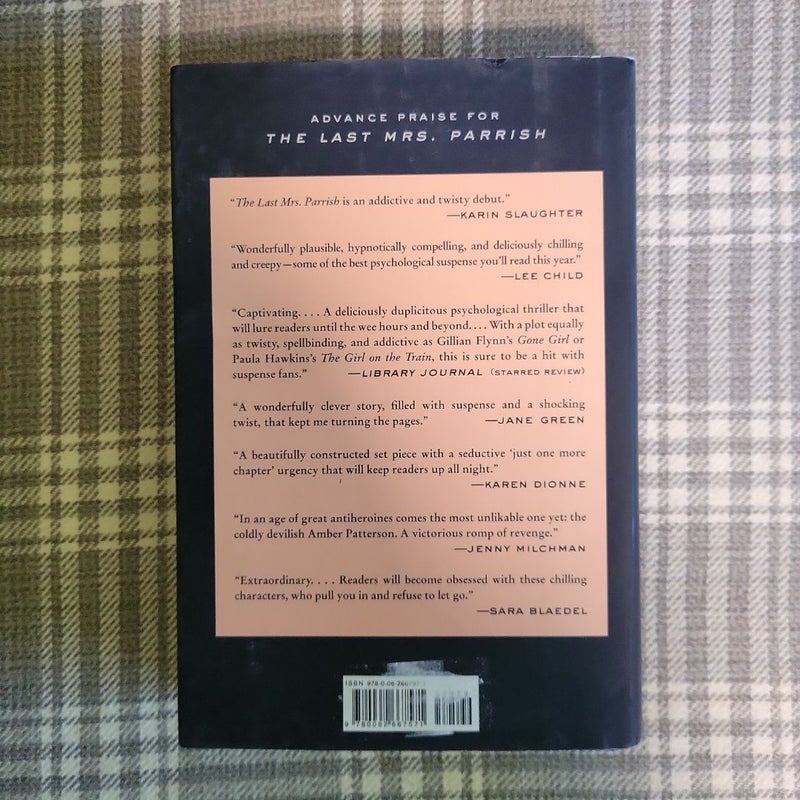 ADVANCE PRAISE FOR
THE LAST MRS. PARRISH
“The Last Mrs. Parrish is an addictive and twisty debut.”
—KARIN SLAUGHTER
“Wonderfully plausible, hypnotically compelling, and deliciously chilling
and creepy—some of the best psychological suspense you’ll read this year.”
—LEE CHILD
“Captivating. . . . A deliciously duplicitous psychological thriller that
will lure readers until the wee hours and beyond. . . . With a plot equally
as twisty, spellbinding, and addictive as Gillian Flynn’s Gone Girl or
Paula Hawkins’s The Girl on the Train, this is sure to be a hit with
suspense fans.” —LIBRARY JOURNAL (STARRED REVIEW)
“A wonderfully clever story, filled with suspense and a shocking
twist, that kept me turning the pages.” —JANE GREEN
“A beautifully constructed set piece with a seductive ‘just one more
chapter’ urgency that will keep readers up all night.”
—KAREN DIONNE
“In an age of great antiheroines comes the most unlikable one yet: the
coldly devilish Amber Patterson. A victorious romp of revenge.”
—JENNY MILCHMAN
“Extraordinary. . . . Readers will become obsessed with these chilling
characters, who pull you in and refuse to let go.”
—SARA BLAEDEL
ISBN
9 780062 667571